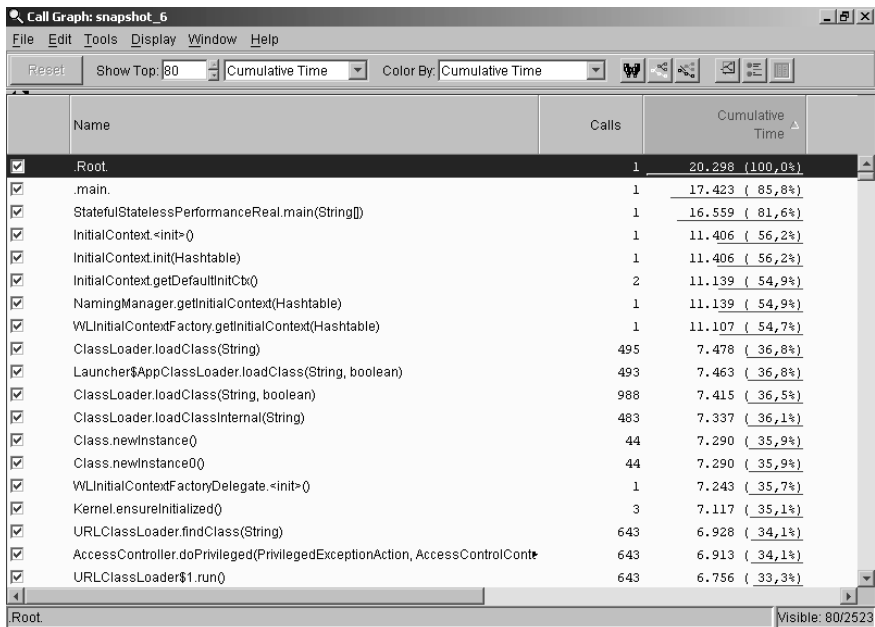 Call Graph: snapshot_6
File Edit Tools Display Window Help
Reset Show Top: 80 Cumulative Time Color By: Cumulative Time
Name Calls Cumulative Time
.Root. 1 20.298 (100,0%)
.main. 1 17.423 ( 85,8%)
StatefulStatelessPerformanceReal.main(String[]) 1 16.559 ( 81,6%)
InitialContext.<init>() 1 11.406 ( 56,2%)
InitialContext.init(Hashtable) 1 11.406 ( 56,2%)
InitialContext.getDefaultInitCtx() 2 11.139 ( 54,9%)
NamingManager.getInitialContext(Hashtable) 1 11.139 ( 54,9%)
WLInitialContextFactory.getInitialContext(Hashtable) 1 11.107 ( 54,7%)
ClassLoader.loadClass(String) 495 7.478 ( 36,8%)
Launcher$AppClassLoader.loadClass(String, boolean) 493 7.463 ( 36,8%)
ClassLoader.loadClass(String, boolean) 988 7.415 ( 36,5%)
ClassLoader.loadClassInternal(String) 483 7.337 ( 36,1%)
Class.newInstance() 44 7.290 ( 35,9%)
Class.newInstance0() 44 7.290 ( 35,9%)
WLInitialContextFactoryDelegate.<init>() 1 7.243 ( 35,7%)
Kernel.ensureInitialized() 3 7.117 ( 35,1%)
URLClassLoader.findClass(String) 643 6.928 ( 34,1%)
AccessController.doPrivileged(PrivilegedExceptionAction, AccessControlConte 643 6.913 ( 34,1%)
URLClassLoader$1.run() 643 6.756 ( 33,3%)
.Root. Visible: 80/2523